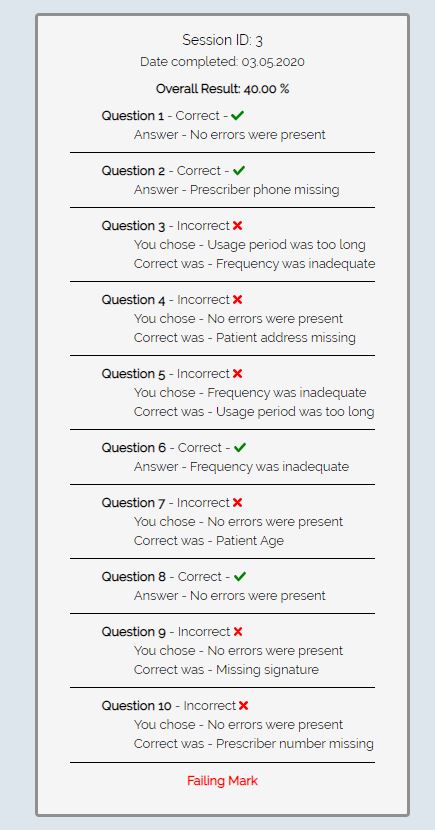 Session ID: 3
Date completed: 03.05.2020
Overall Result: 40.00 %
Question 1 - Correct - ✔
Answer - No errors were present
Question 2 - Correct - ✔
Answer - Prescriber phone missing
Question 3 - Incorrect ✖
You chose - Usage period was too long
Correct was - Frequency was inadequate
Question 4 - Incorrect ✖
You chose - No errors were present
Correct was - Patient address missing
Question 5 - Incorrect ✖
You chose - Frequency was inadequate
Correct was - Usage period was too long
Question 6 - Correct - ✔
Answer - Frequency was inadequate
Question 7 - Incorrect ✖
You chose - No errors were present
Correct was - Patient Age
Question 8 - Correct - ✔
Answer - No errors were present
Question 9 - Incorrect ✖
You chose - No errors were present
Correct was - Missing signature
Question 10 - Incorrect ✖
You chose - No errors were present
Correct was - Prescriber number missing
Failing Mark